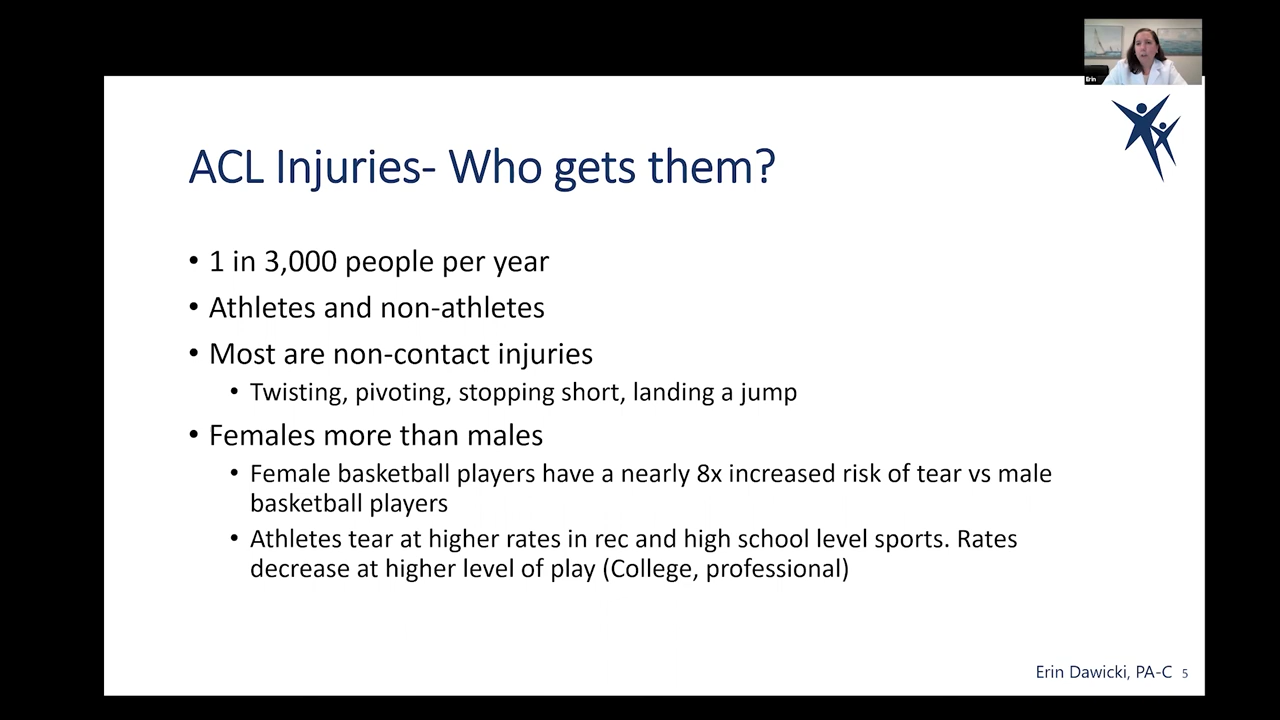 Erin
ACL Injuries- Who gets them?
• 1 in 3,000 people per year
• Athletes and non-athletes
• Most are non-contact injuries
• Twisting, pivoting, stopping short, landing a jump
• Females more than males
• Female basketball players have a nearly 8x increased risk of tear vs male
basketball players
• Athletes tear at higher rates in rec and high school level sports. Rates
decrease at higher level of play (College, professional)
Erin Dawicki, PA-C 5